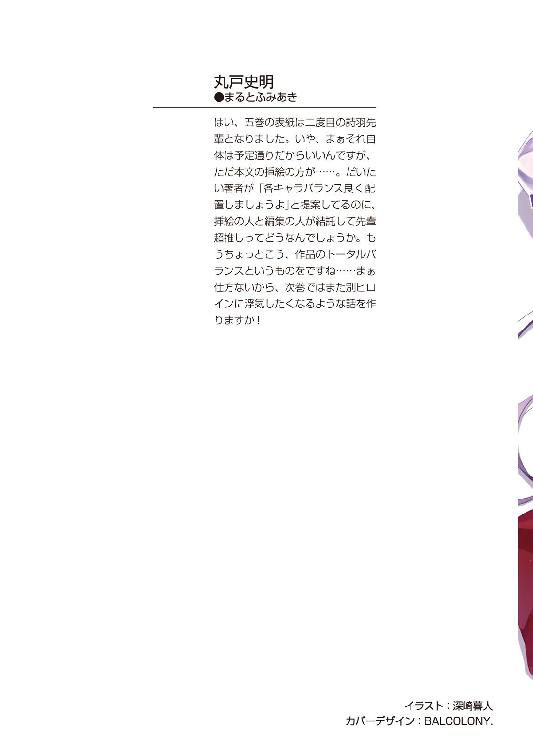 丸戸史明
●まるとふみあき
はい、五巻の表紙は二度目の詩羽先
輩となりました。いや、まぁそれ自
体は予定通りだからいいんですが、
ただ本文の挿絵の方が……。だいた
い著者が「各キャラバランス良く配
置しましょうよ」と提案してるのに、
挿絵の人と編集の人が結託して先輩
超推しってどうなんでしょうか。も
うちょっとこう、作品のトータルバ
ランスというものをですね……まぁ
仕方ないから、次巻ではまた別ヒロ
インに浮気したくなるような話を作
りますか！
イラスト：深崎暮人
カバーデザイン：BALCOLONY.